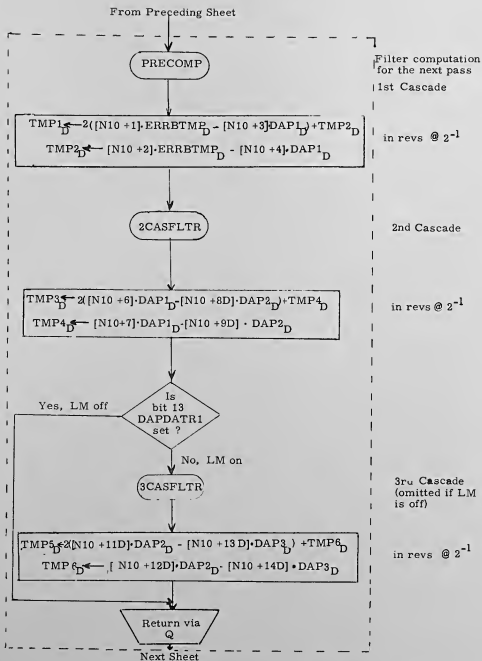 From Preceding Sheet
PRECOMP
Filter computation
for the next pass
1st Cascade
TMP1D ← 2([N10 +1]·ERRBTMPD - [N10 +3]·DAP1D)+TMP2D
TMP2D ← [N10 +2]·ERRBTMPD - [N10 +4]·DAP1D
in revs @ 2-1
2CASFLTR
2nd Cascade
TMP3D ← 2([N10 +6]·DAP1D-[N10 +8D]·DAP2D)+TMP4D
TMP4D ← [N10+7]·DAP1D-[N10 +9D] · DAP2D
in revs @ 2-1
Is
bit 13
DAPDATR1
set ?
Yes, LM off
No, LM on
3CASFLTR
3rd Cascade
(omitted if LM
is off)
TMP5D ← 2([N10 +11D]·DAP2D - [N10 +13D]·DAP3D) +TMP6D
TMP6D ← [ N10 +12D]·DAP2D- [N10 +14D] • DAP3D
in revs @ 2-1
Return via
Q
Next Sheet